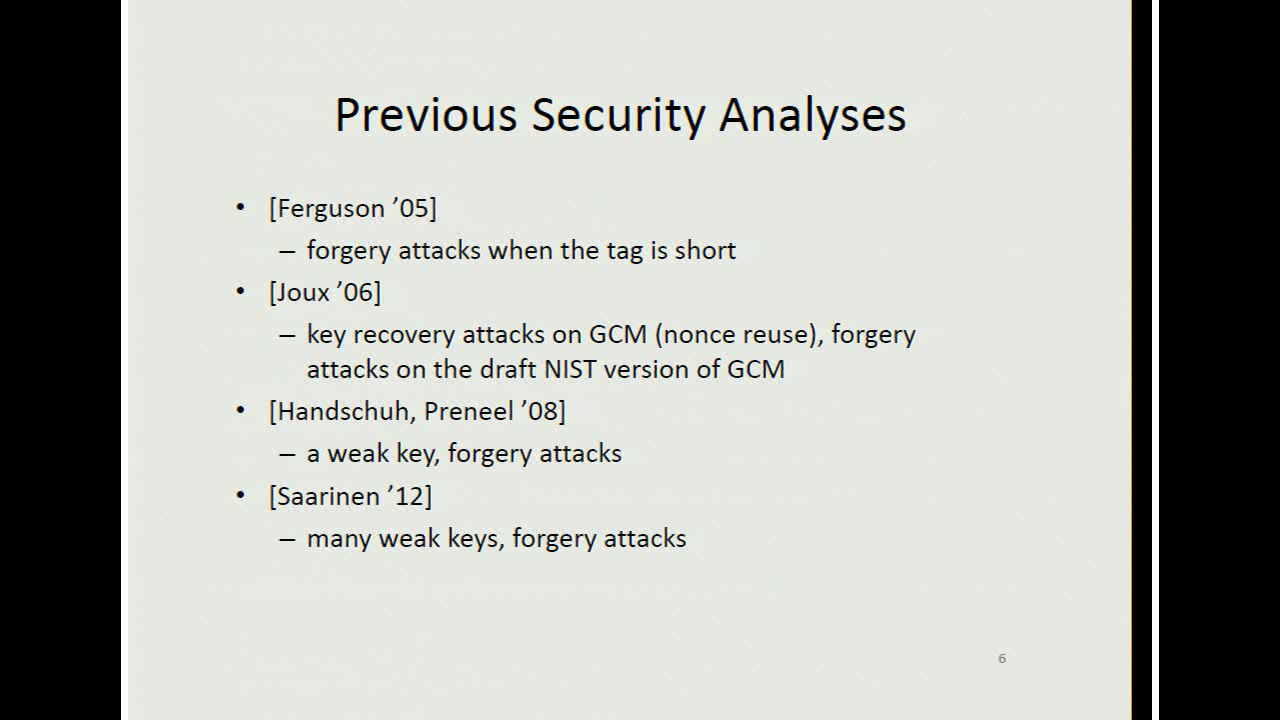 Previous Security Analyses
• [Ferguson ’05]
– forgery attacks when the tag is short
• [Joux ’06]
– key recovery attacks on GCM (nonce reuse), forgery
attacks on the draft NIST version of GCM
• [Handschuh, Preneel ’08]
– a weak key, forgery attacks
• [Saarinen ’12]
– many weak keys, forgery attacks
6